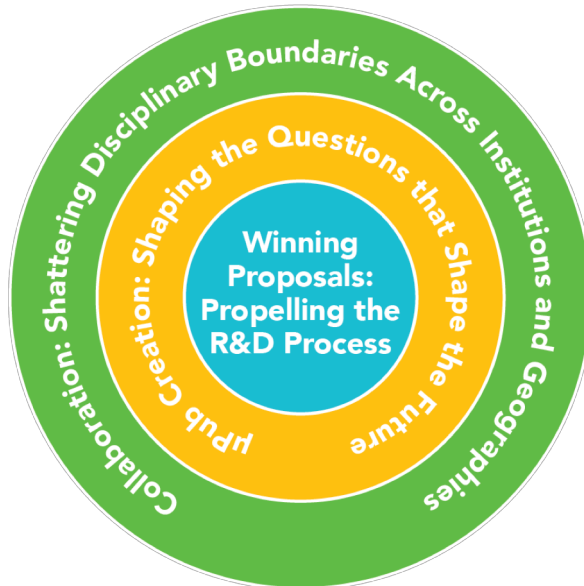 Collaboration: Shattering Disciplinary Boundaries Across Institutions and Geographies
µPub Creation: Shaping the Questions that Shape the Future
Winning
Proposals:
Propelling the
R&D Process